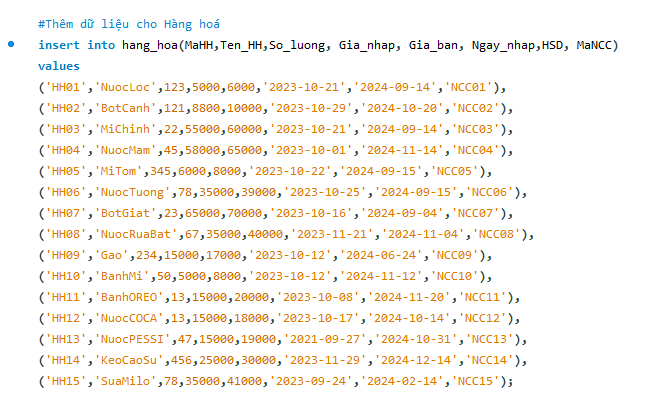 #Thêm dữ liệu cho Hàng hoá
insert into hang_hoa(MaHH,Ten_HH,So_luong, Gia_nhap, Gia_ban, Ngay_nhap,HSD, MaNCC)
values
('HH01','NuocLoc',123,5000,6000,'2023-10-21','2024-09-14','NCC01'),
('HH02','BotCanh',121,8800,10000,'2023-10-29','2024-10-20','NCC02'),
('HH03','MiChinh',22,55000,60000,'2023-10-21','2024-09-14','NCC03'),
('HH04','NuocMam',45,58000,65000,'2023-10-01','2024-11-14','NCC04'),
('HH05','MiTom',345,6000,8000,'2023-10-22','2024-09-15','NCC05'),
('HH06','NuocTuong',78,35000,39000,'2023-10-25','2024-09-15','NCC06'),
('HH07','BotGiat',23,65000,70000,'2023-10-16','2024-09-04','NCC07'),
('HH08','NuocRuaBat',67,35000,40000,'2023-11-21','2024-11-04','NCC08'),
('HH09','Gao',234,15000,17000,'2023-10-12','2024-06-24','NCC09'),
('HH10','BanhMi',50,5000,8000,'2023-10-12','2024-11-12','NCC10'),
('HH11','BanhOREO',13,15000,20000,'2023-10-08','2024-11-20','NCC11'),
('HH12','NuocCOCA',13,15000,18000,'2023-10-17','2024-10-14','NCC12'),
('HH13','NuocPESSI',47,15000,19000,'2021-09-27','2024-10-31','NCC13'),
('HH14','KeoCaoSu',456,25000,30000,'2023-11-29','2024-12-14','NCC14'),
('HH15','SuaMilo',78,35000,41000,'2023-09-24','2024-02-14','NCC15');